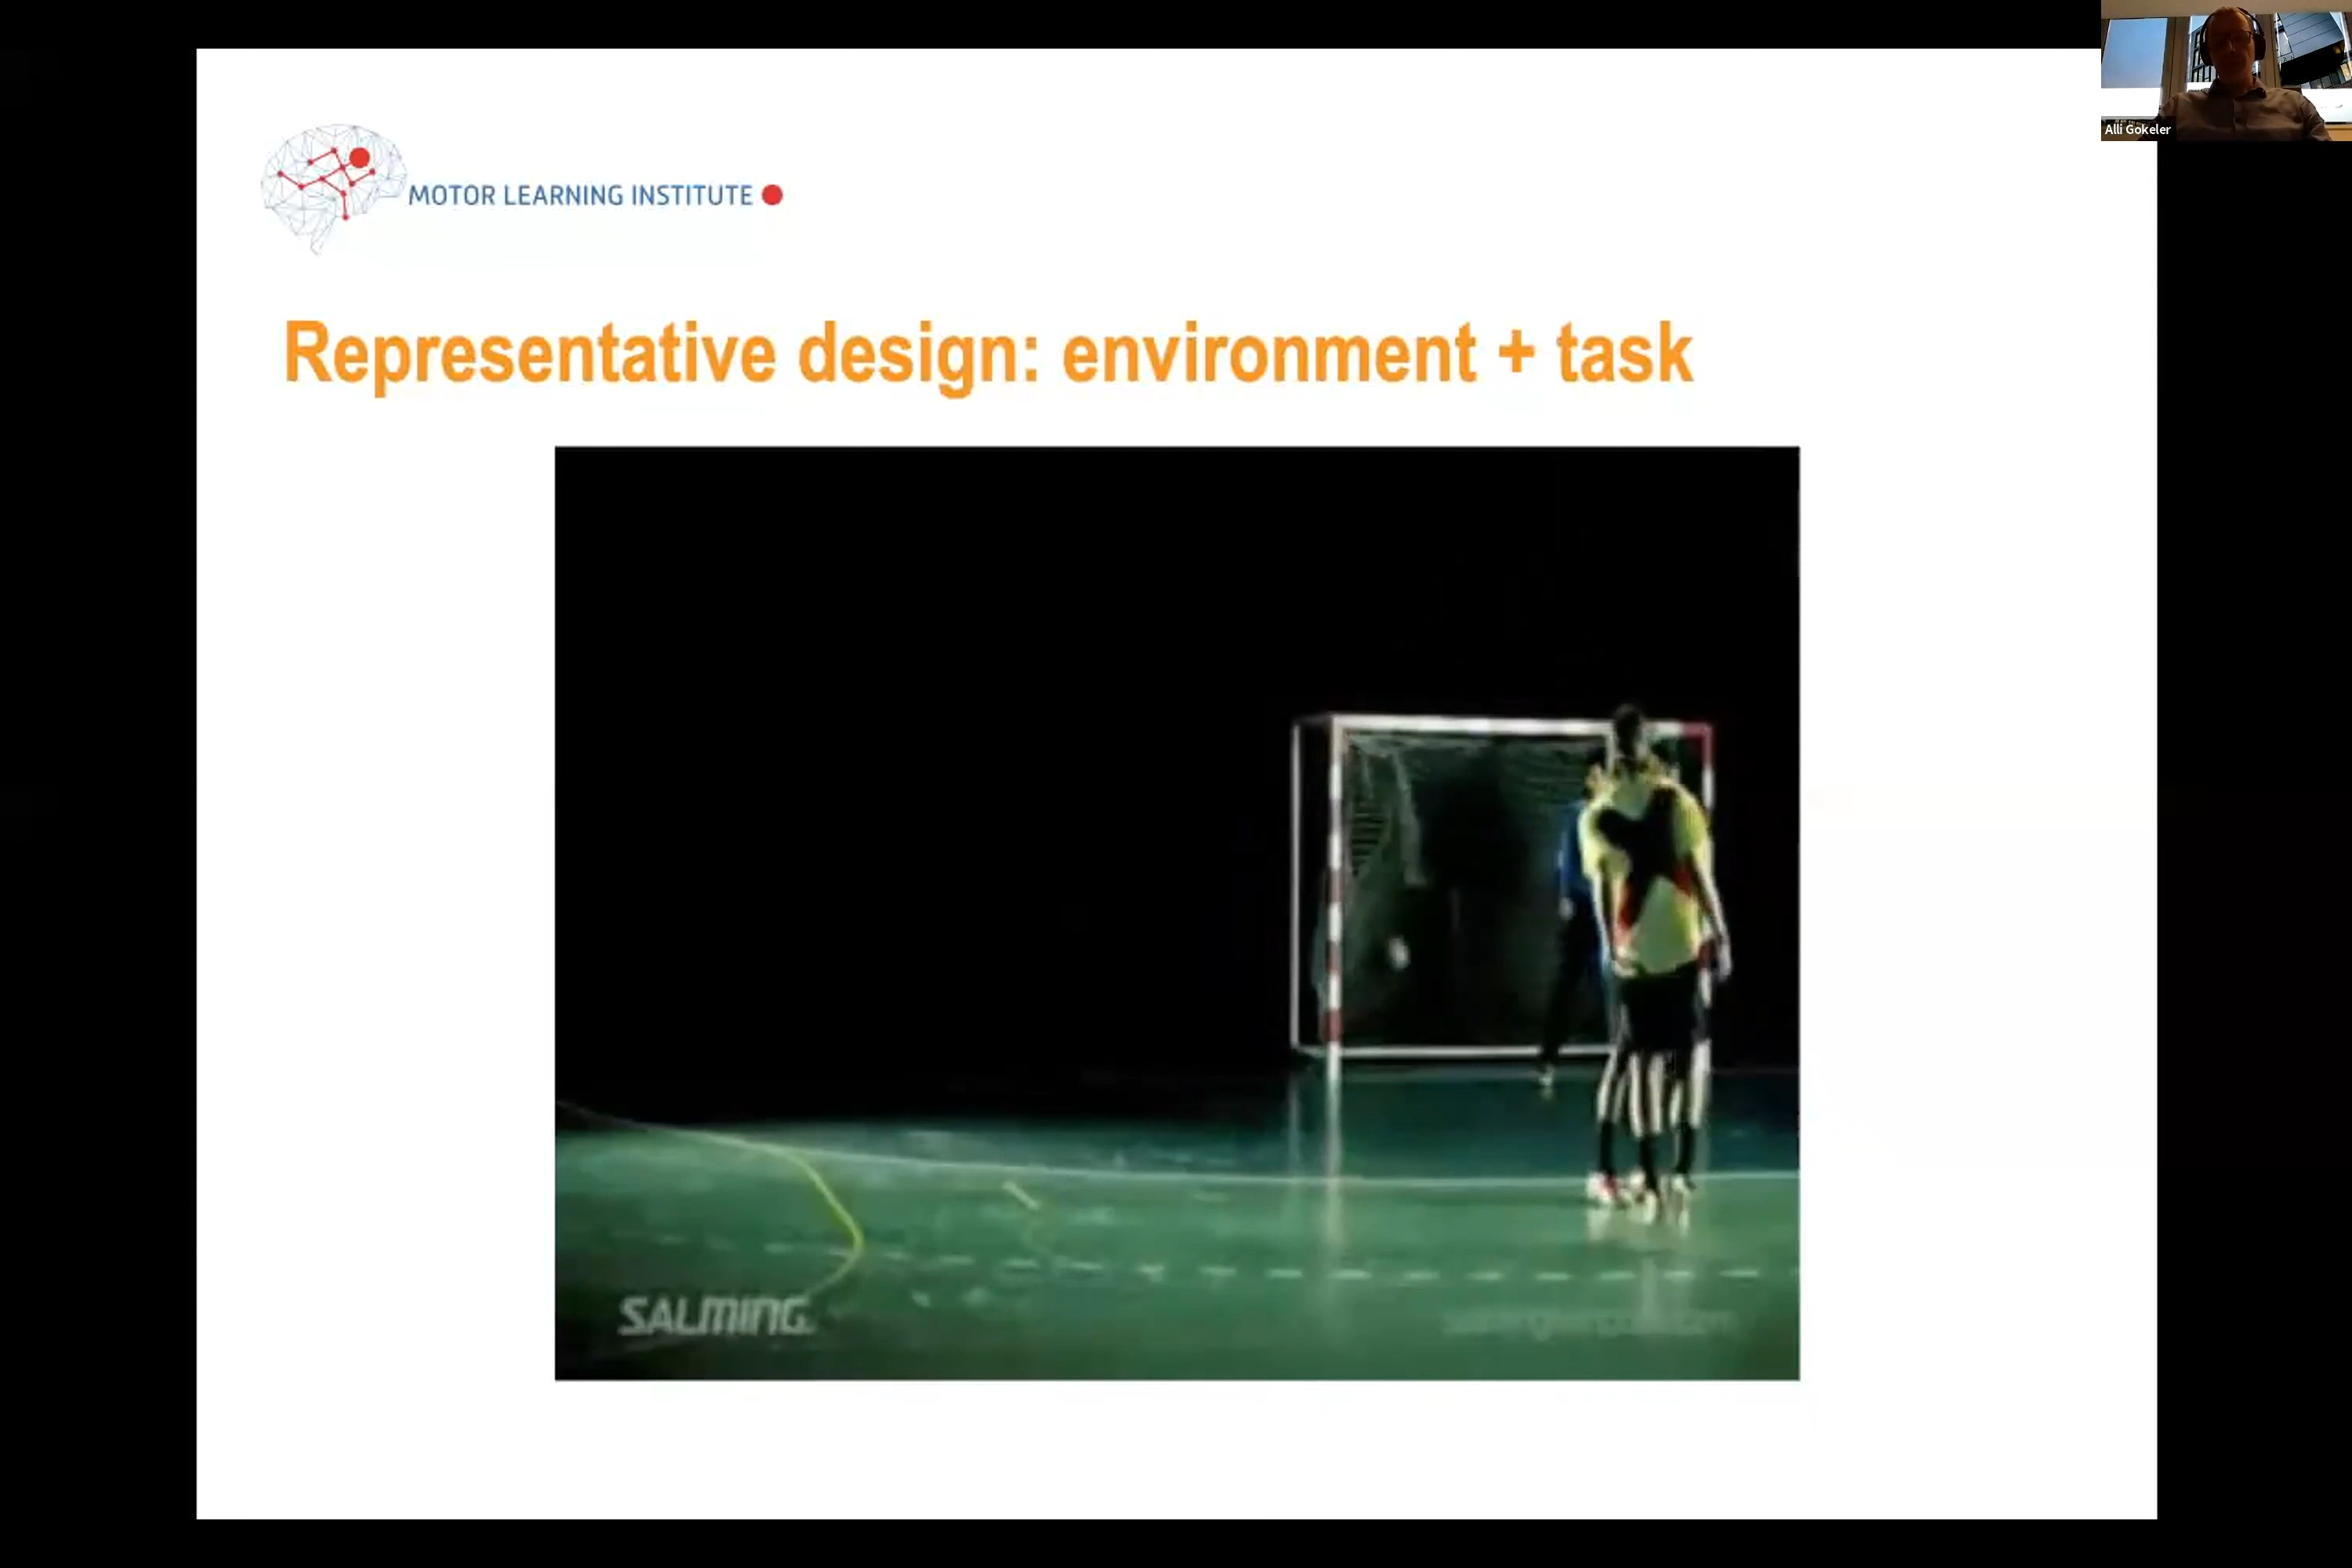 Alli Gokeler
MOTOR LEARNING INSTITUTE
Representative design: environment + task
SALMING